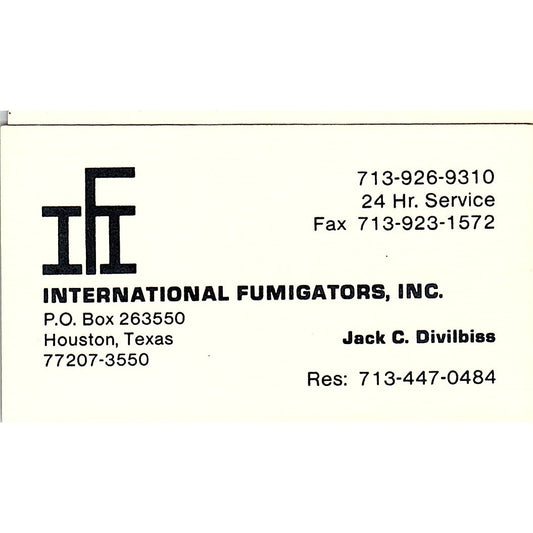 IFI
713-926-9310
24 Hr. Service
Fax 713-923-1572
INTERNATIONAL FUMIGATORS, INC.
P.O. Box 263550
Houston, Texas
77207-3550
Jack C. Divilbiss
Res: 713-447-0484